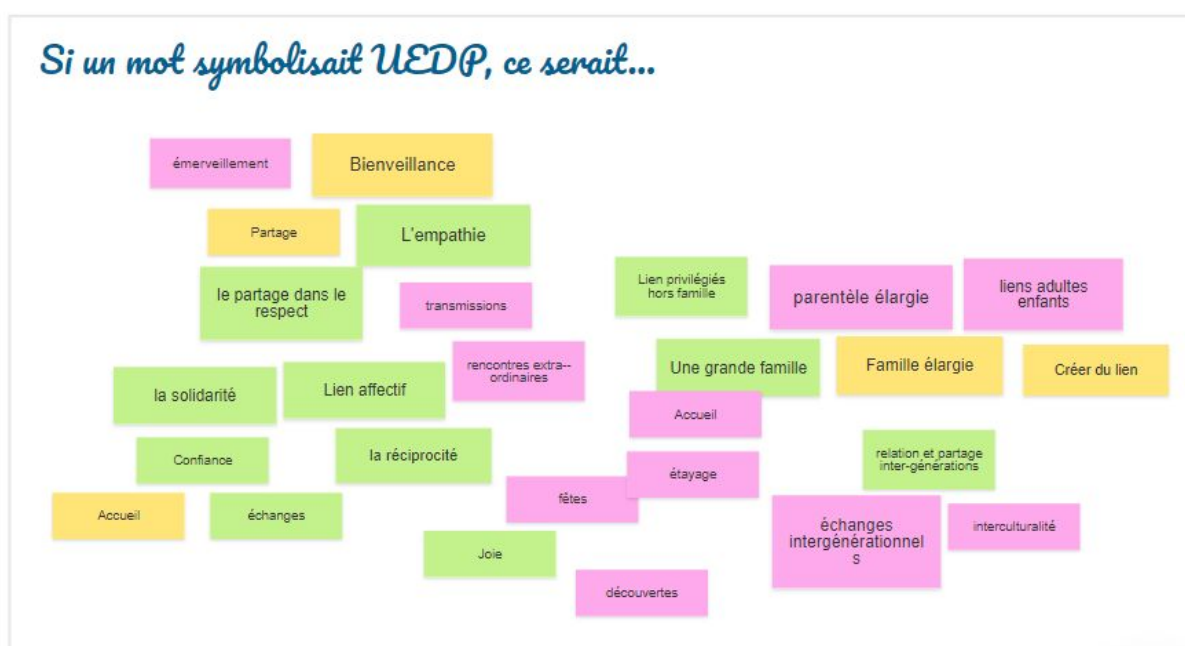 Si un mot symbolisait UEDP, ce serait...
émerveillement
Bienveillance
Partage
L'empathie
le partage dans le
respect
transmissions
rencontres extra--
ordinaires
la solidarité
Lien affectif
Confiance
la réciprocité
Accueil
échanges
fêtes
Joie
découvertes
Lien privilégiés
hors famille
parentèle élargie
liens adultes
enfants
Une grande famille
Famille élargie
Créer du lien
Accueil
étayage
relation et partage
inter-générations
échanges
intergénérationnel
s
interculturalité